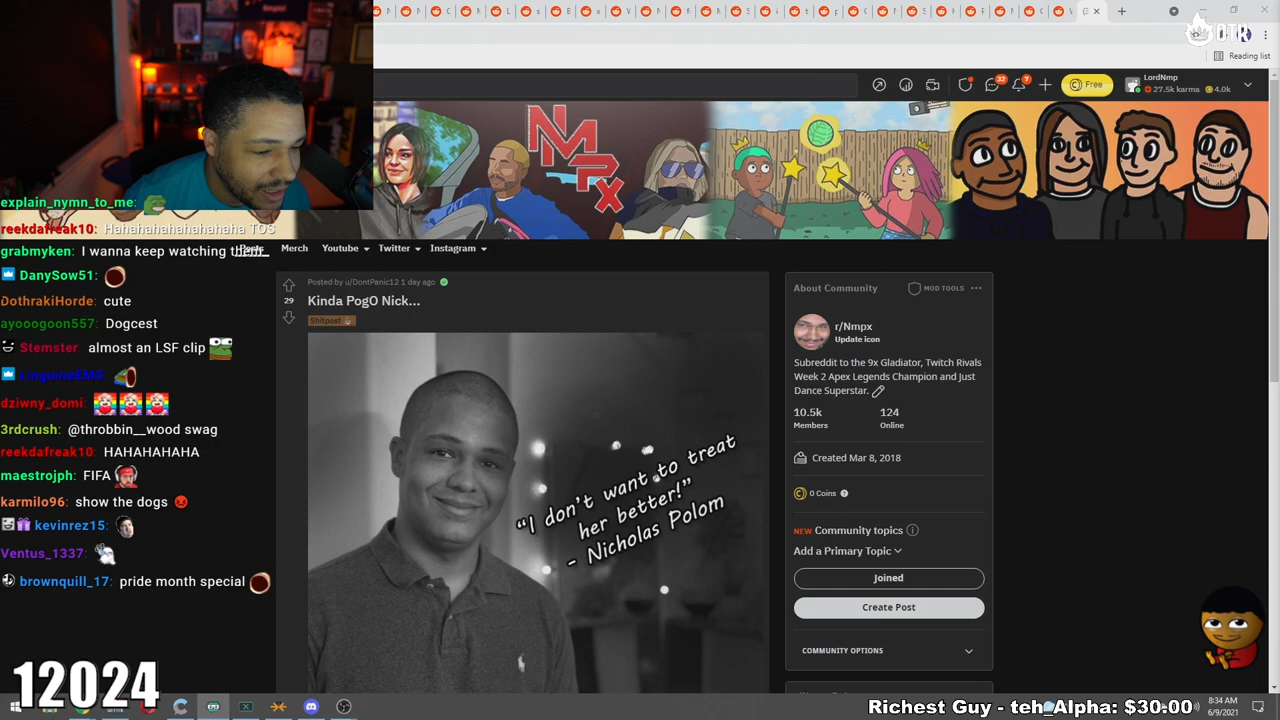 OTK
Reading list
32
7
Free
LordNmp
27.5k karma
4.0k
NMPX
Merch
Youtube
Twitter
Instagram
explain_nymn_to_me:
reekdafreak10: Hahahahahahahaha TOS
grabmyken: I wanna keep watching them..
DanySow51:
DothrakiHorde: cute
ayooogoon557: Dogcest
Stemster: almost an LSF clip
LinguineEMS:
dziwny_domi:
3rdcrush: @throbbin__wood swag
reekdafreak10: HAHAHAHAHA
maestrojph: FIFA
karmilo96: show the dogs
kevinrez15:
Ventus_1337:
brownquill_17: pride month special
12024
Posted by u/DontPanic12 1 day ago
29
Kinda PogO Nick...
Shitpost
“I don’t want to treat
her better!”
- Nicholas Polom
About Community
MOD TOOLS
r/Nmpx
Update icon
Subreddit to the 9x Gladiator, Twitch Rivals
Week 2 Apex Legends Champion and Just
Dance Superstar.
10.5k
Members
124
Online
Created Mar 8, 2018
0 Coins
NEW Community topics
Add a Primary Topic
Joined
Create Post
COMMUNITY OPTIONS
Richest Guy - teh_Alpha: $30.00
8:34 AM
6/9/2021